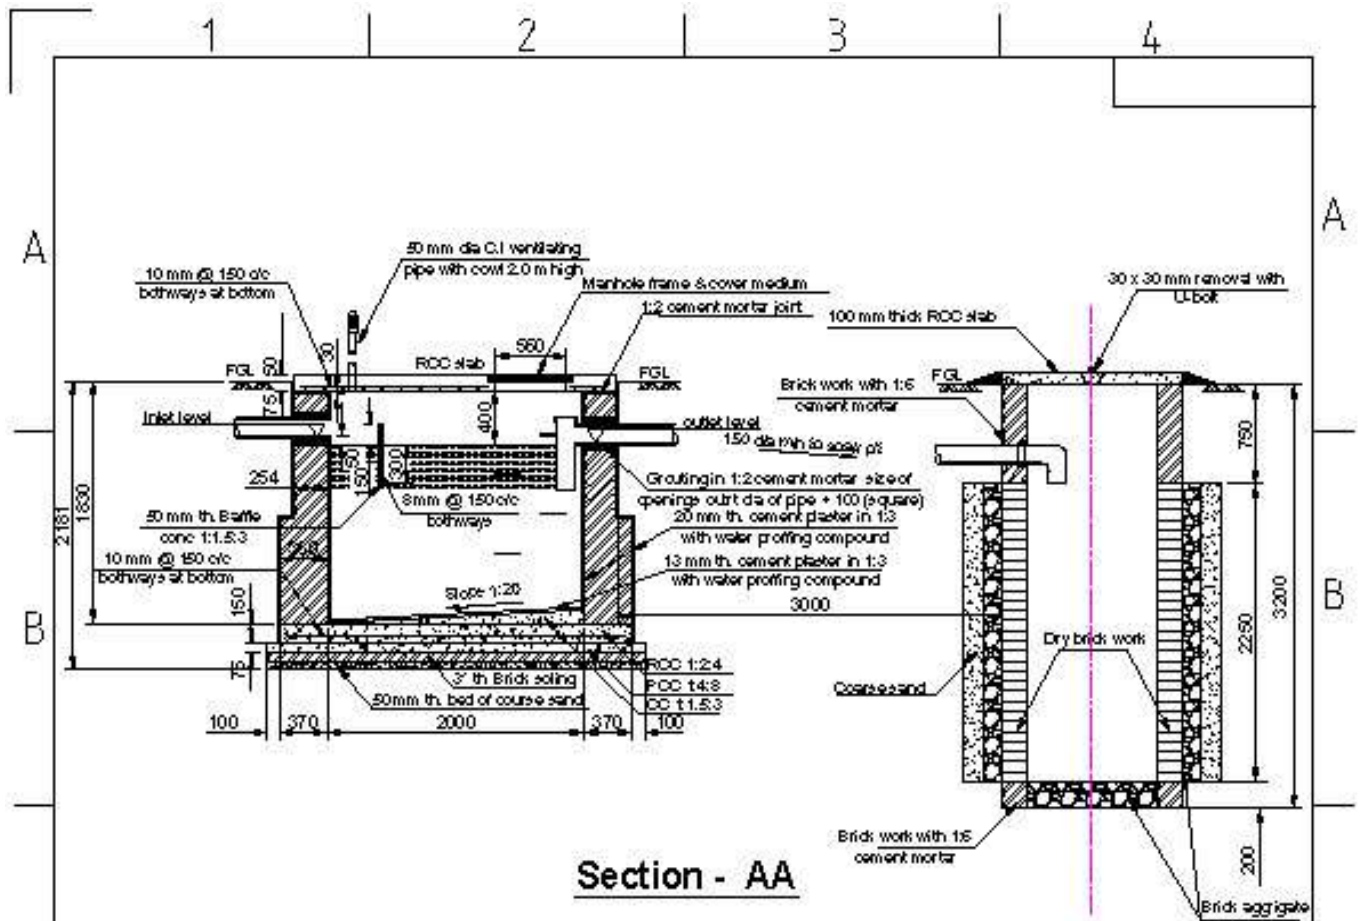 1
2
3
4
A
A
B
B
50 mm dia C.I ventilating
pipe with cowl 2.0 m high
10 mm @ 150 c/c
bothways at bottom
Manhole frame & cover medium
1:2 cement mortar joint
30 x 30 mm removal with
U-bolt
100 mm thick RCC slab
RCC slab
560
30
50
FGL
FGL
FGL
75
Brick work with 1:6
cement mortar
Inlet level
400
outlet level
150 dia min to soak pit
750
254
150
300
Grouting in 1:2 cement mortar size of
openings outrt dia of pipe + 100 (square)
8mm @ 150 c/c
bothways
50 mm th. Baffle
conc 1:1.5:3
20 mm th. cement plaster in 1:3
with water proffing compound
10 mm @ 150 c/c
bothways at bottom
13 mm th. cement plaster in 1:3
with water proffing compound
2181
1830
Slope 1:20
3000
150
75
2250
3200
Dry brick work
Coarse sand
RCC 1:2:4
PCC 1:4:8
CC 1:1.5:3
3" th Brick soling
50mm th. bed of course sand
100
370
2000
370
100
Brick work with 1:6
cement mortar
200
Brick aggrigate
Section - AA